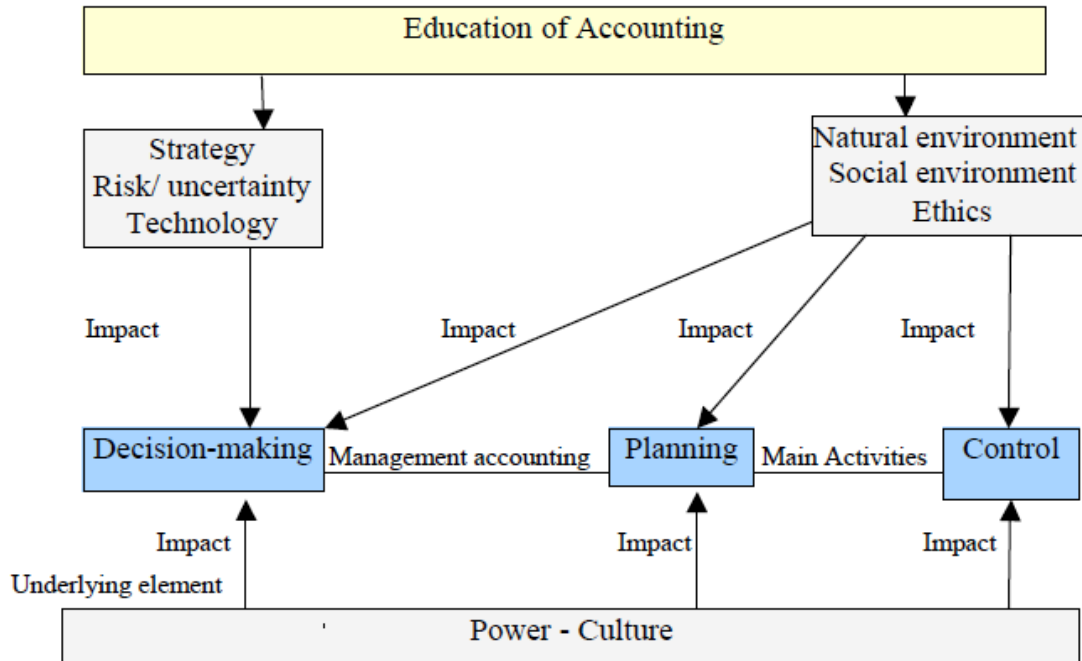 Education of Accounting
Strategy
Risk/ uncertainty
Technology
Natural environment
Social environment
Ethics
Impact
Impact
Impact
Impact
Decision-making
Management accounting
Planning
Main Activities
Control
Impact
Impact
Impact
Underlying element
Power - Culture